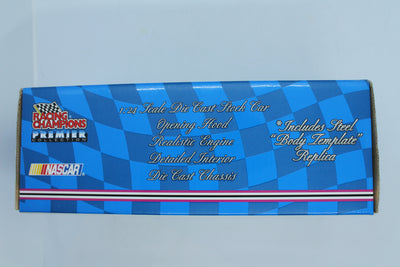 RACING
CHAMPIONS
PREMIER
COLLECTION
NASCAR
1:24 Scale Die Cast Stock Car
Opening Hood
Realistic Engine
Detailed Interior
Die Cast Chassis
*Includes Steel
"Body Template"
Replica